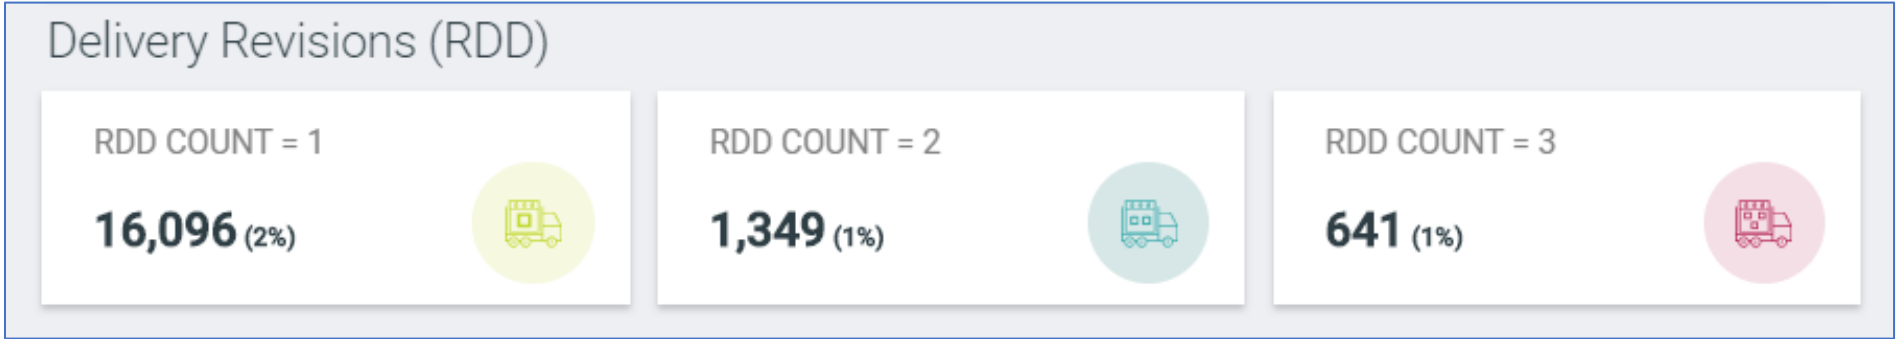 Delivery Revisions (RDD)
RDD COUNT = 1
16,096 (2%)
RDD COUNT = 2
1,349 (1%)
RDD COUNT = 3
641 (1%)